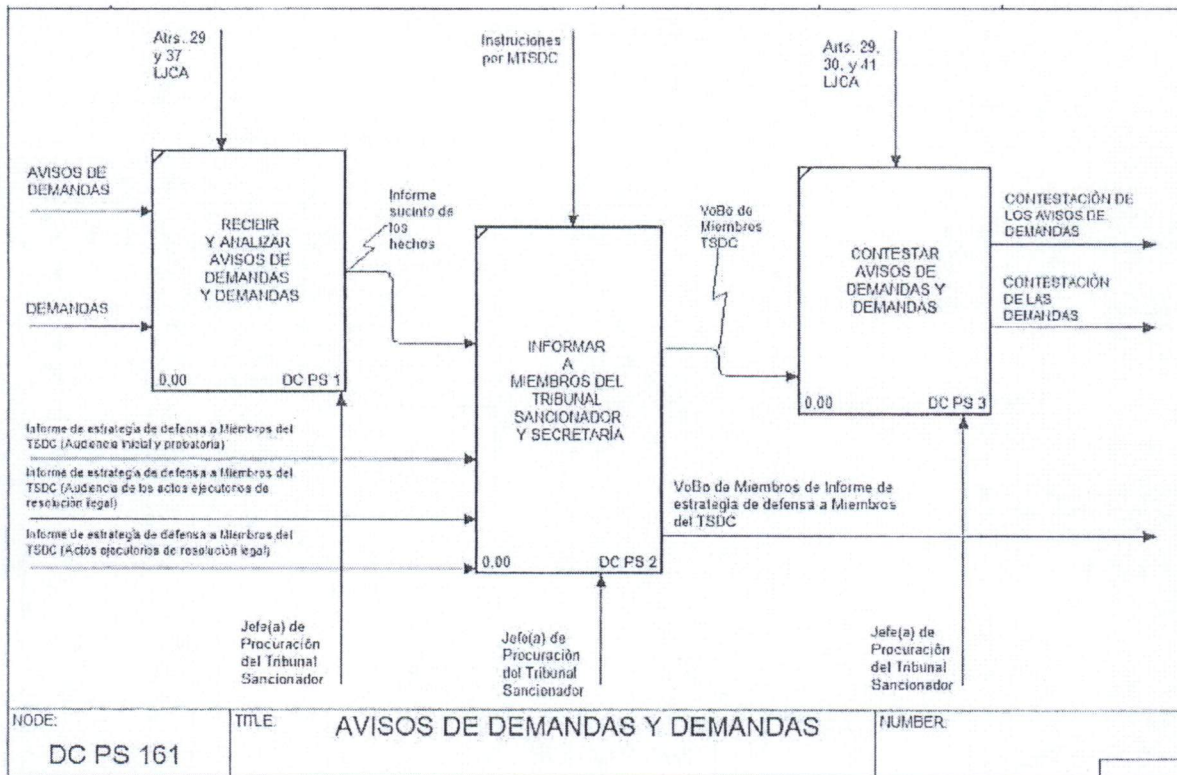 Atrs. 29
y 37
LJCA
Instruciones
por MTSDC
Arts. 29,
30, y 41
LJCA
AVISOS DE
DEMANDAS
DEMANDAS
RECIBIR
Y ANALIZAR
AVISOS DE
DEMANDAS
Y DEMANDAS
0,00
DC PS 1
Informe
sucinto de
los
hechos
INFORMAR
A
MIEMBROS DEL
TRIBUNAL
SANCIONADOR
Y SECRETARÍA
0,00
DC PS 2
VoBo de
Miembros
TSDC
CONTESTAR
AVISOS DE
DEMANDAS Y
DEMANDAS
0,00
DC PS 3
CONTESTACIÓN DE
LOS AVISOS DE
DEMANDAS
CONTESTACIÓN
DE LAS
DEMANDAS
Informe de estrategia de defensa a Miembros del
TSDC (Audiencia inicial y probatoria)
Informe de estrategia de defensa a Miembros del
TSDC (Audiencia de los actos ejecutorios de
resolución legal)
Informe de estrategia de defensa a Miembros del
TSDC (Actos ejecutorios de resolución legal)
VoBo de Miembros de Informe de
estrategia de defensa a Miembros
del TSDC
Jefe(a) de
Procuración
del Tribunal
Sancionador
Jefe(a) de
Procuración
del Tribunal
Sancionador
Jefe(a) de
Procuración
del Tribunal
Sancionador
NODE:
DC PS 161
TITLE:
AVISOS DE DEMANDAS Y DEMANDAS
NUMBER: